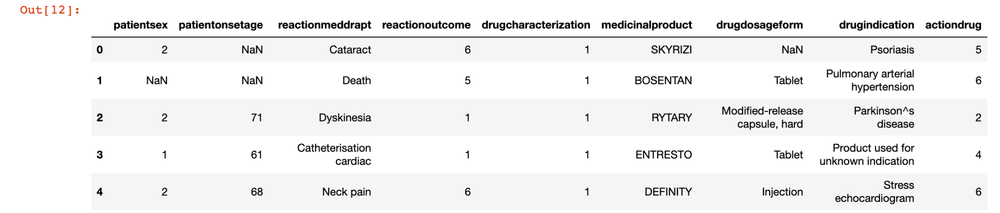 Out[12]:
patientsex patientonsetage reactionmeddrapt reactionoutcome drugcharacterization medicinalproduct drugdosageform drugindication actiondrug
0 2 NaN Cataract 6 1 SKYRIZI NaN Psoriasis 5
1 NaN NaN Death 5 1 BOSENTAN Tablet Pulmonary arterial hypertension 6
2 2 71 Dyskinesia 1 1 RYTARY Modified-release capsule, hard Parkinson^s disease 2
3 1 61 Catheterisation cardiac 1 1 ENTRESTO Tablet Product used for unknown indication 4
4 2 68 Neck pain 6 1 DEFINITY Injection Stress echocardiogram 6